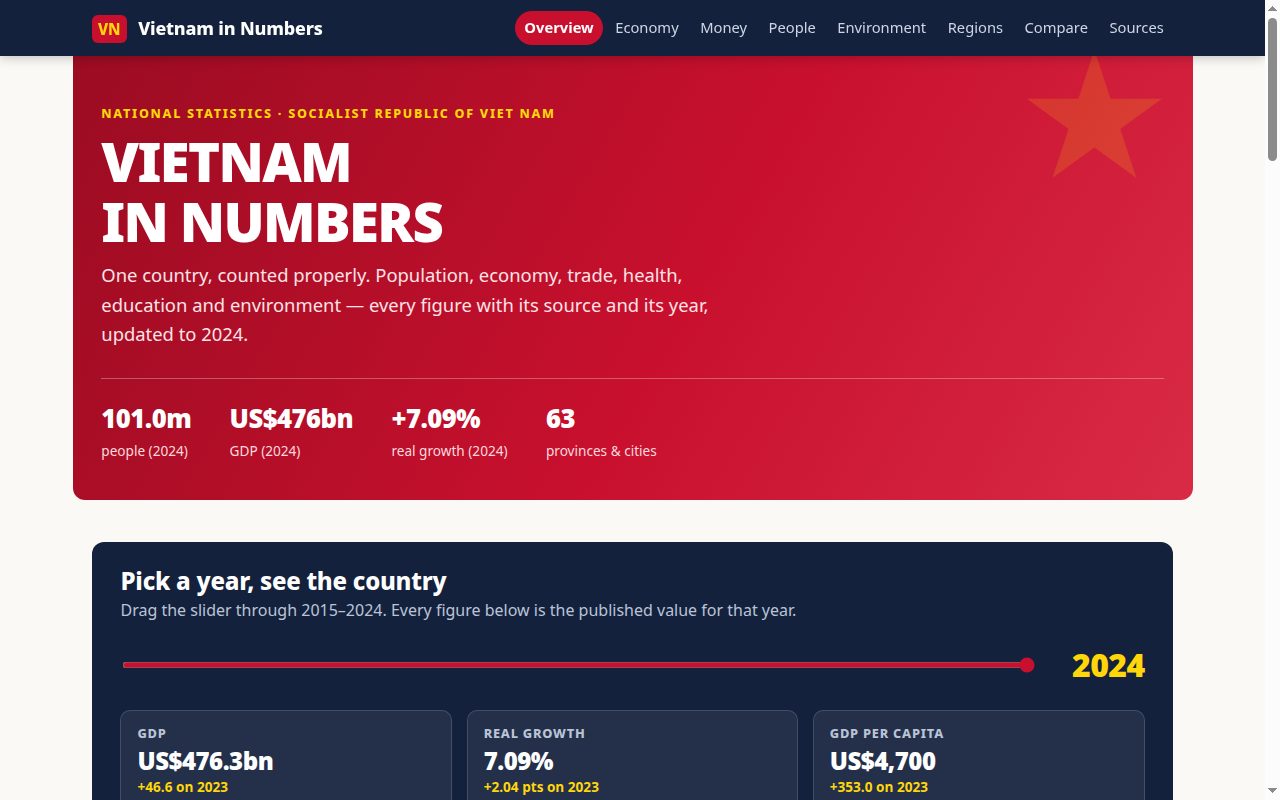 VN Vietnam in Numbers Overview Economy Money People Environment Regions Compare Sources
NATIONAL STATISTICS · SOCIALIST REPUBLIC OF VIET NAM
VIETNAM
IN NUMBERS
One country, counted properly. Population, economy, trade, health,
education and environment — every figure with its source and its year,
updated to 2024.
101.0m US$476bn +7.09% 63
people (2024) GDP (2024) real growth (2024) provinces & cities
Pick a year, see the country
Drag the slider through 2015–2024. Every figure below is the published value for that year.
2024
GDP REAL GROWTH GDP PER CAPITA
US$476.3bn 7.09% US$4,700
+46.6 on 2023 +2.04 pts on 2023 +353.0 on 2023